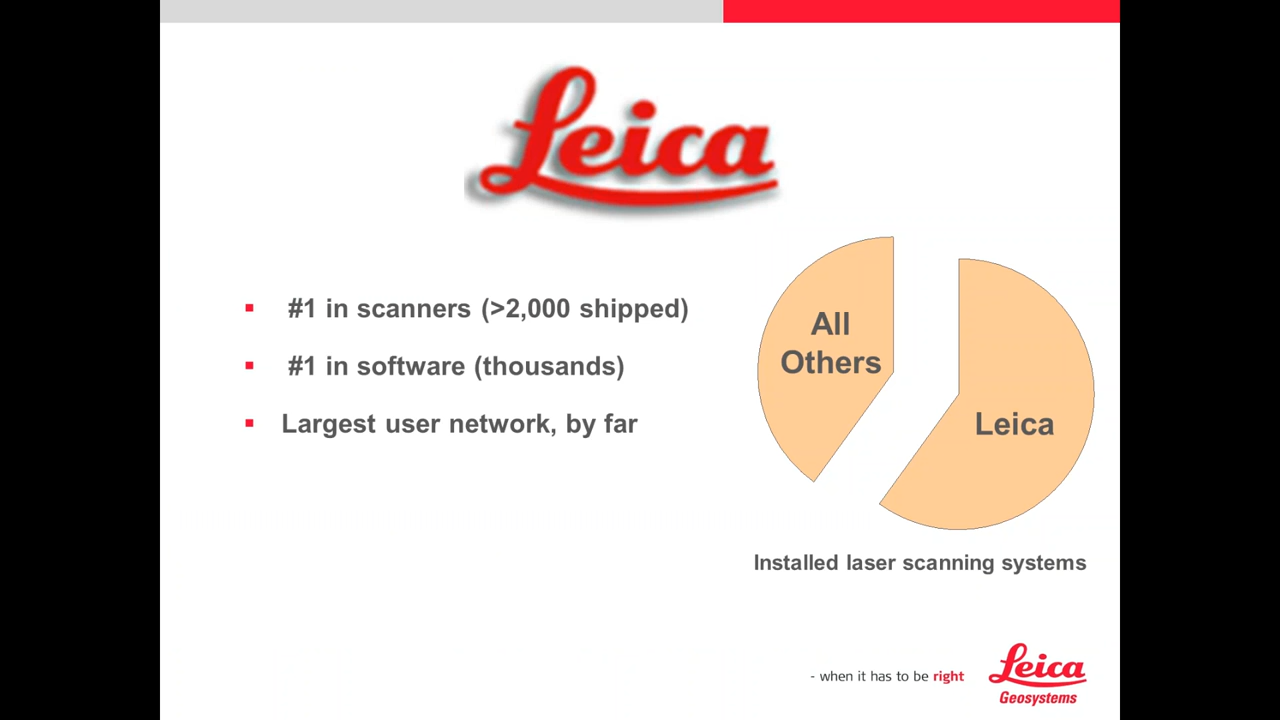 Leica
#1 in scanners (>2,000 shipped)
#1 in software (thousands)
Largest user network, by far
All
Others
Leica
Installed laser scanning systems
- when it has to be right
Leica
Geosystems